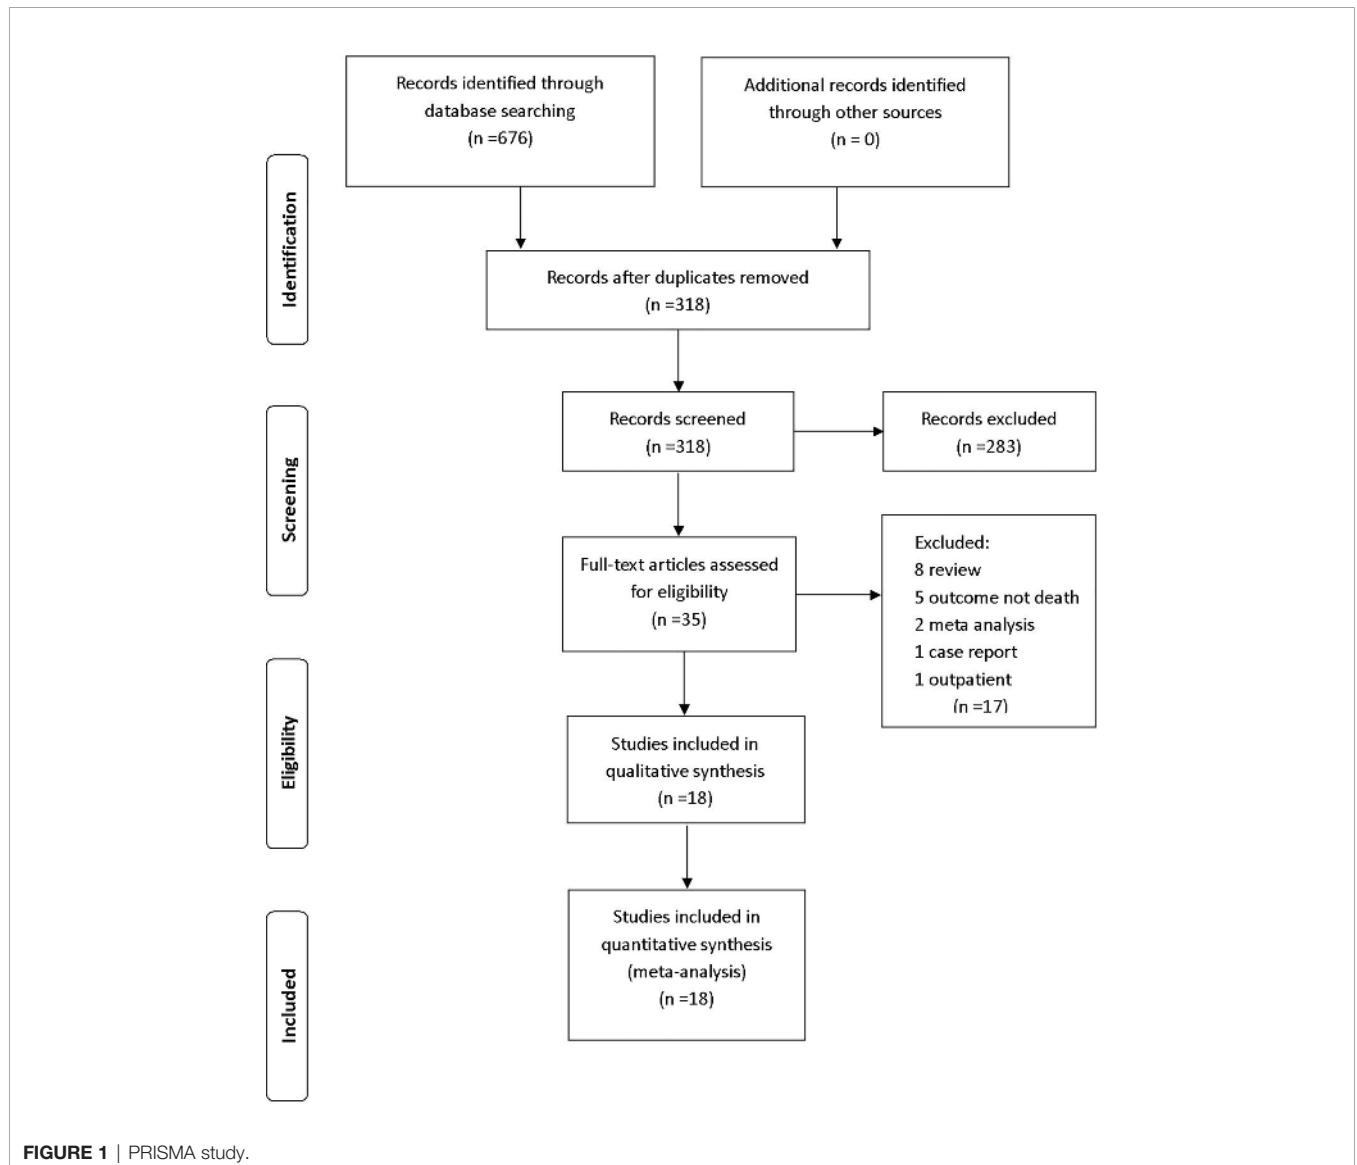 Records identified through
database searching
(n =676)
Additional records identified
through other sources
(n = 0)
Identification
Records after duplicates removed
(n =318)
Records screened
(n =318)
Records excluded
(n =283)
Screening
Full-text articles assessed
for eligibility
(n =35)
Excluded:
8 review
5 outcome not death
2 meta analysis
1 case report
1 outpatient
(n =17)
Eligibility
Studies included in
qualitative synthesis
(n =18)
Included
Studies included in
quantitative synthesis
(meta-analysis)
(n =18)
FIGURE 1 | PRISMA study.